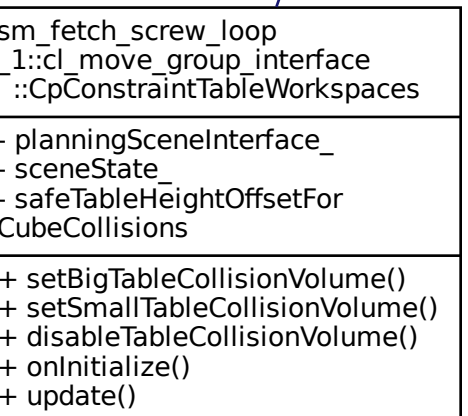 sm_fetch_screw_loop
_1::cl_move_group_interface
::CpConstraintTableWorkspaces
- planningSceneInterface_
- sceneState_
- safeTableHeightOffsetFor
CubeCollisions
+ setBigTableCollisionVolume()
+ setSmallTableCollisionVolume()
+ disableTableCollisionVolume()
+ onInitialize()
+ update()